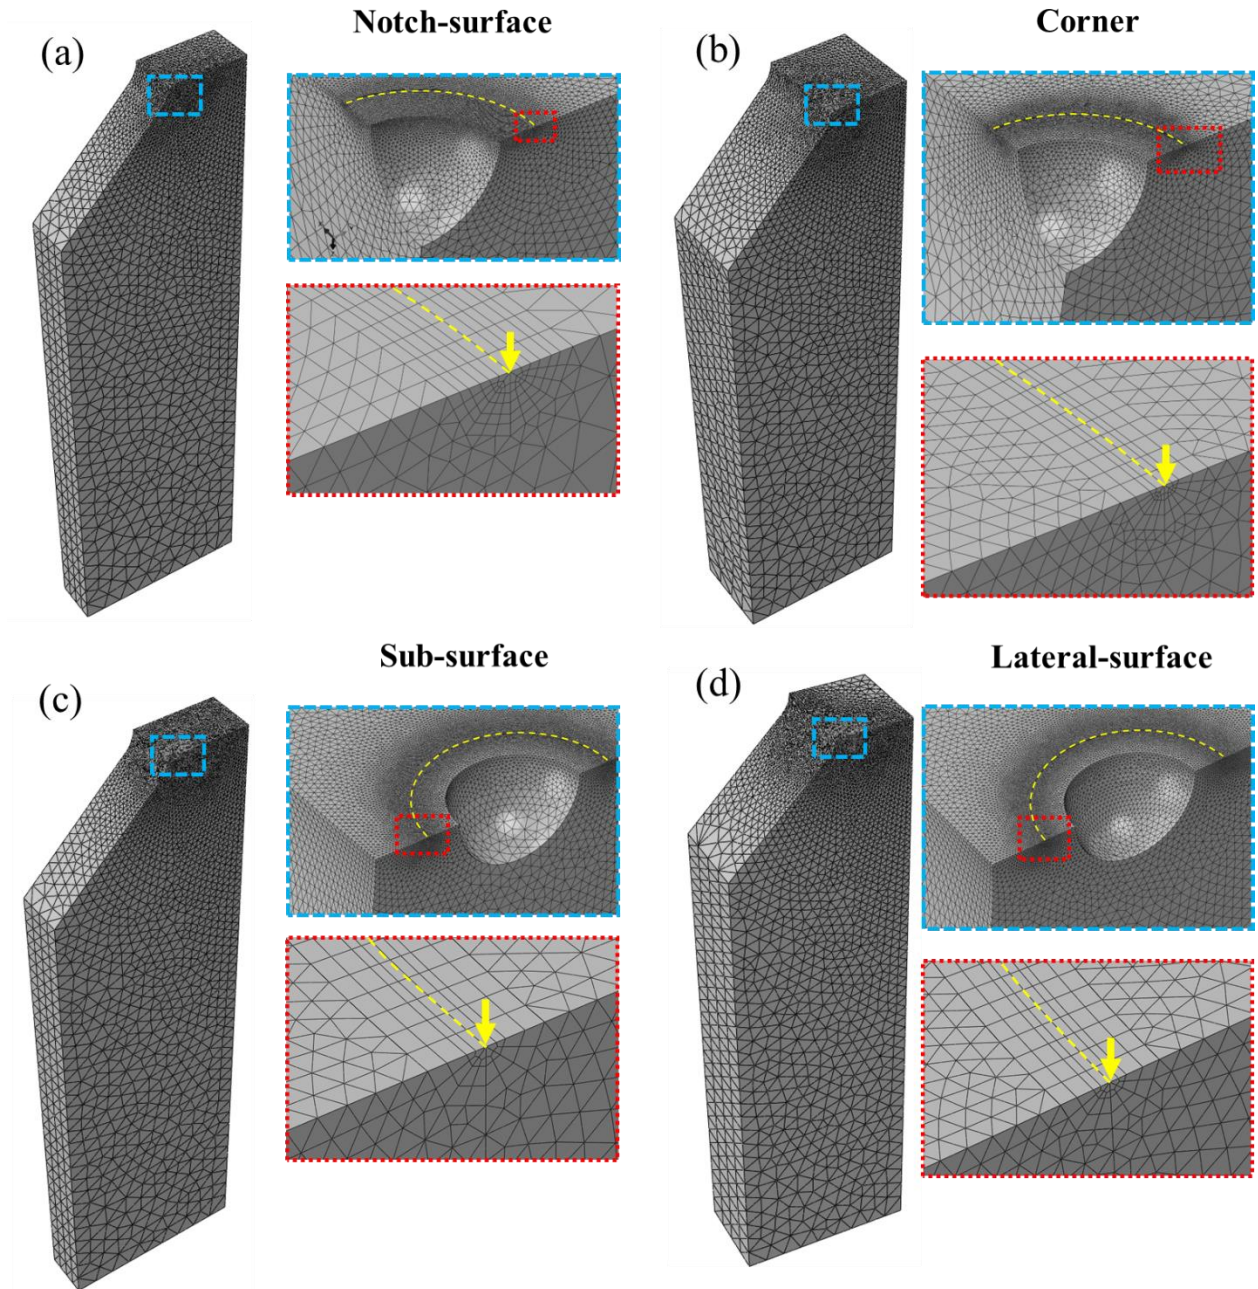 Notch-surface
(a)
Corner
(b)
Sub-surface
(c)
Lateral-surface
(d)